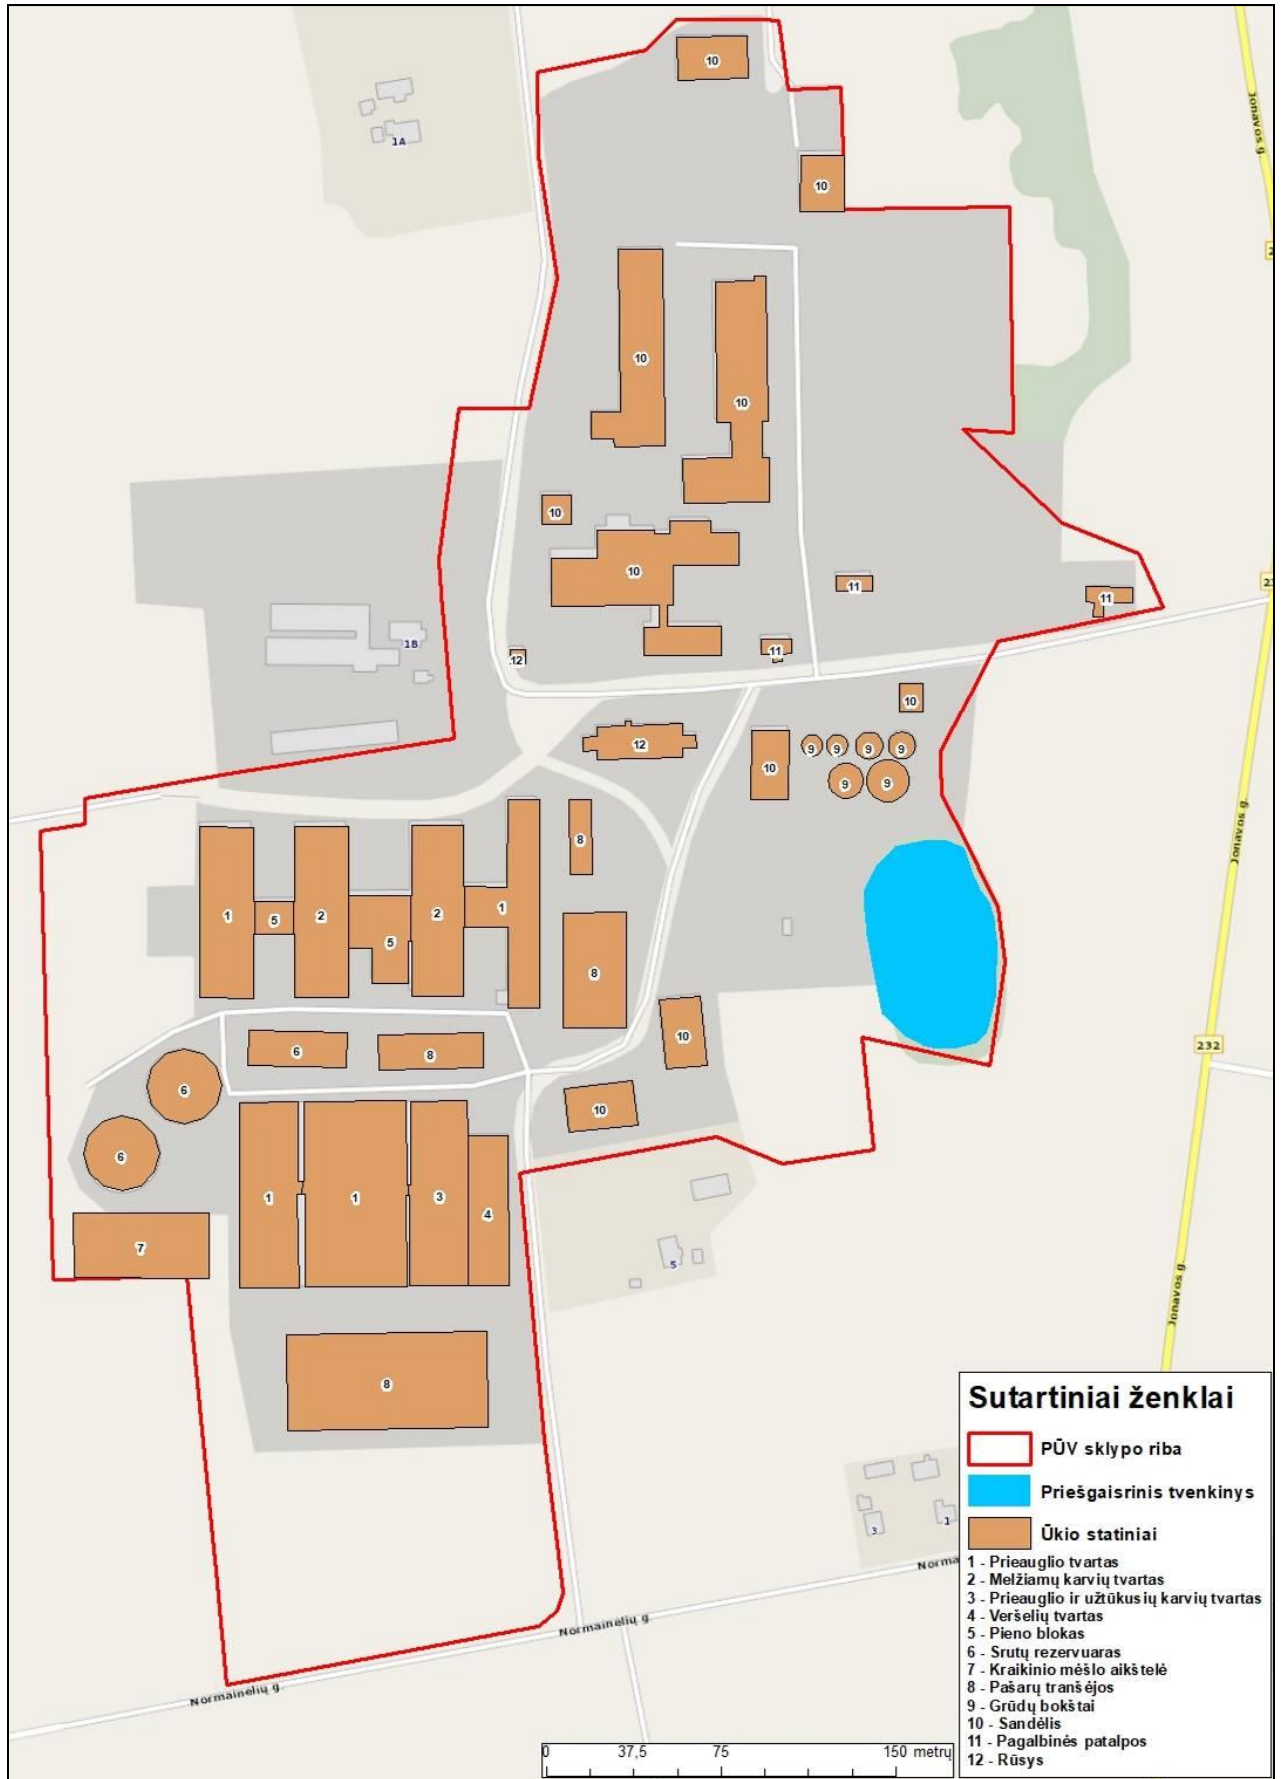 10
Jonavos g.
1A
10
2
10
10
10
10
11
23
11
1B
12
11
10
12
10
9
9
9
9
9
9
8
Jonavos g.
1
5
2
5
2
1
8
10
232
6
8
6
10
6
1
1
3
4
7
5
Jonavos g.
8
Sutartiniai ženklai
PŪV sklypo riba
Priešgaisrinis tvenkinys
Ūkio statiniai
1 - Prieauglio tvartas
2 - Melžiamų karvių tvartas
3 - Prieauglio ir užtūkusių karvių tvartas
4 - Veršelių tvartas
5 - Pieno blokas
6 - Srutų rezervuaras
7 - Kraikinio mėšlo aikštelė
8 - Pašarų tranšėjos
9 - Grūdų bokštai
10 - Sandėlis
11 - Pagalbinės patalpos
12 - Rūsys
3
1
Norma
Normainėlių g.
Normainėlių g.
0 37,5 75 150 metrų